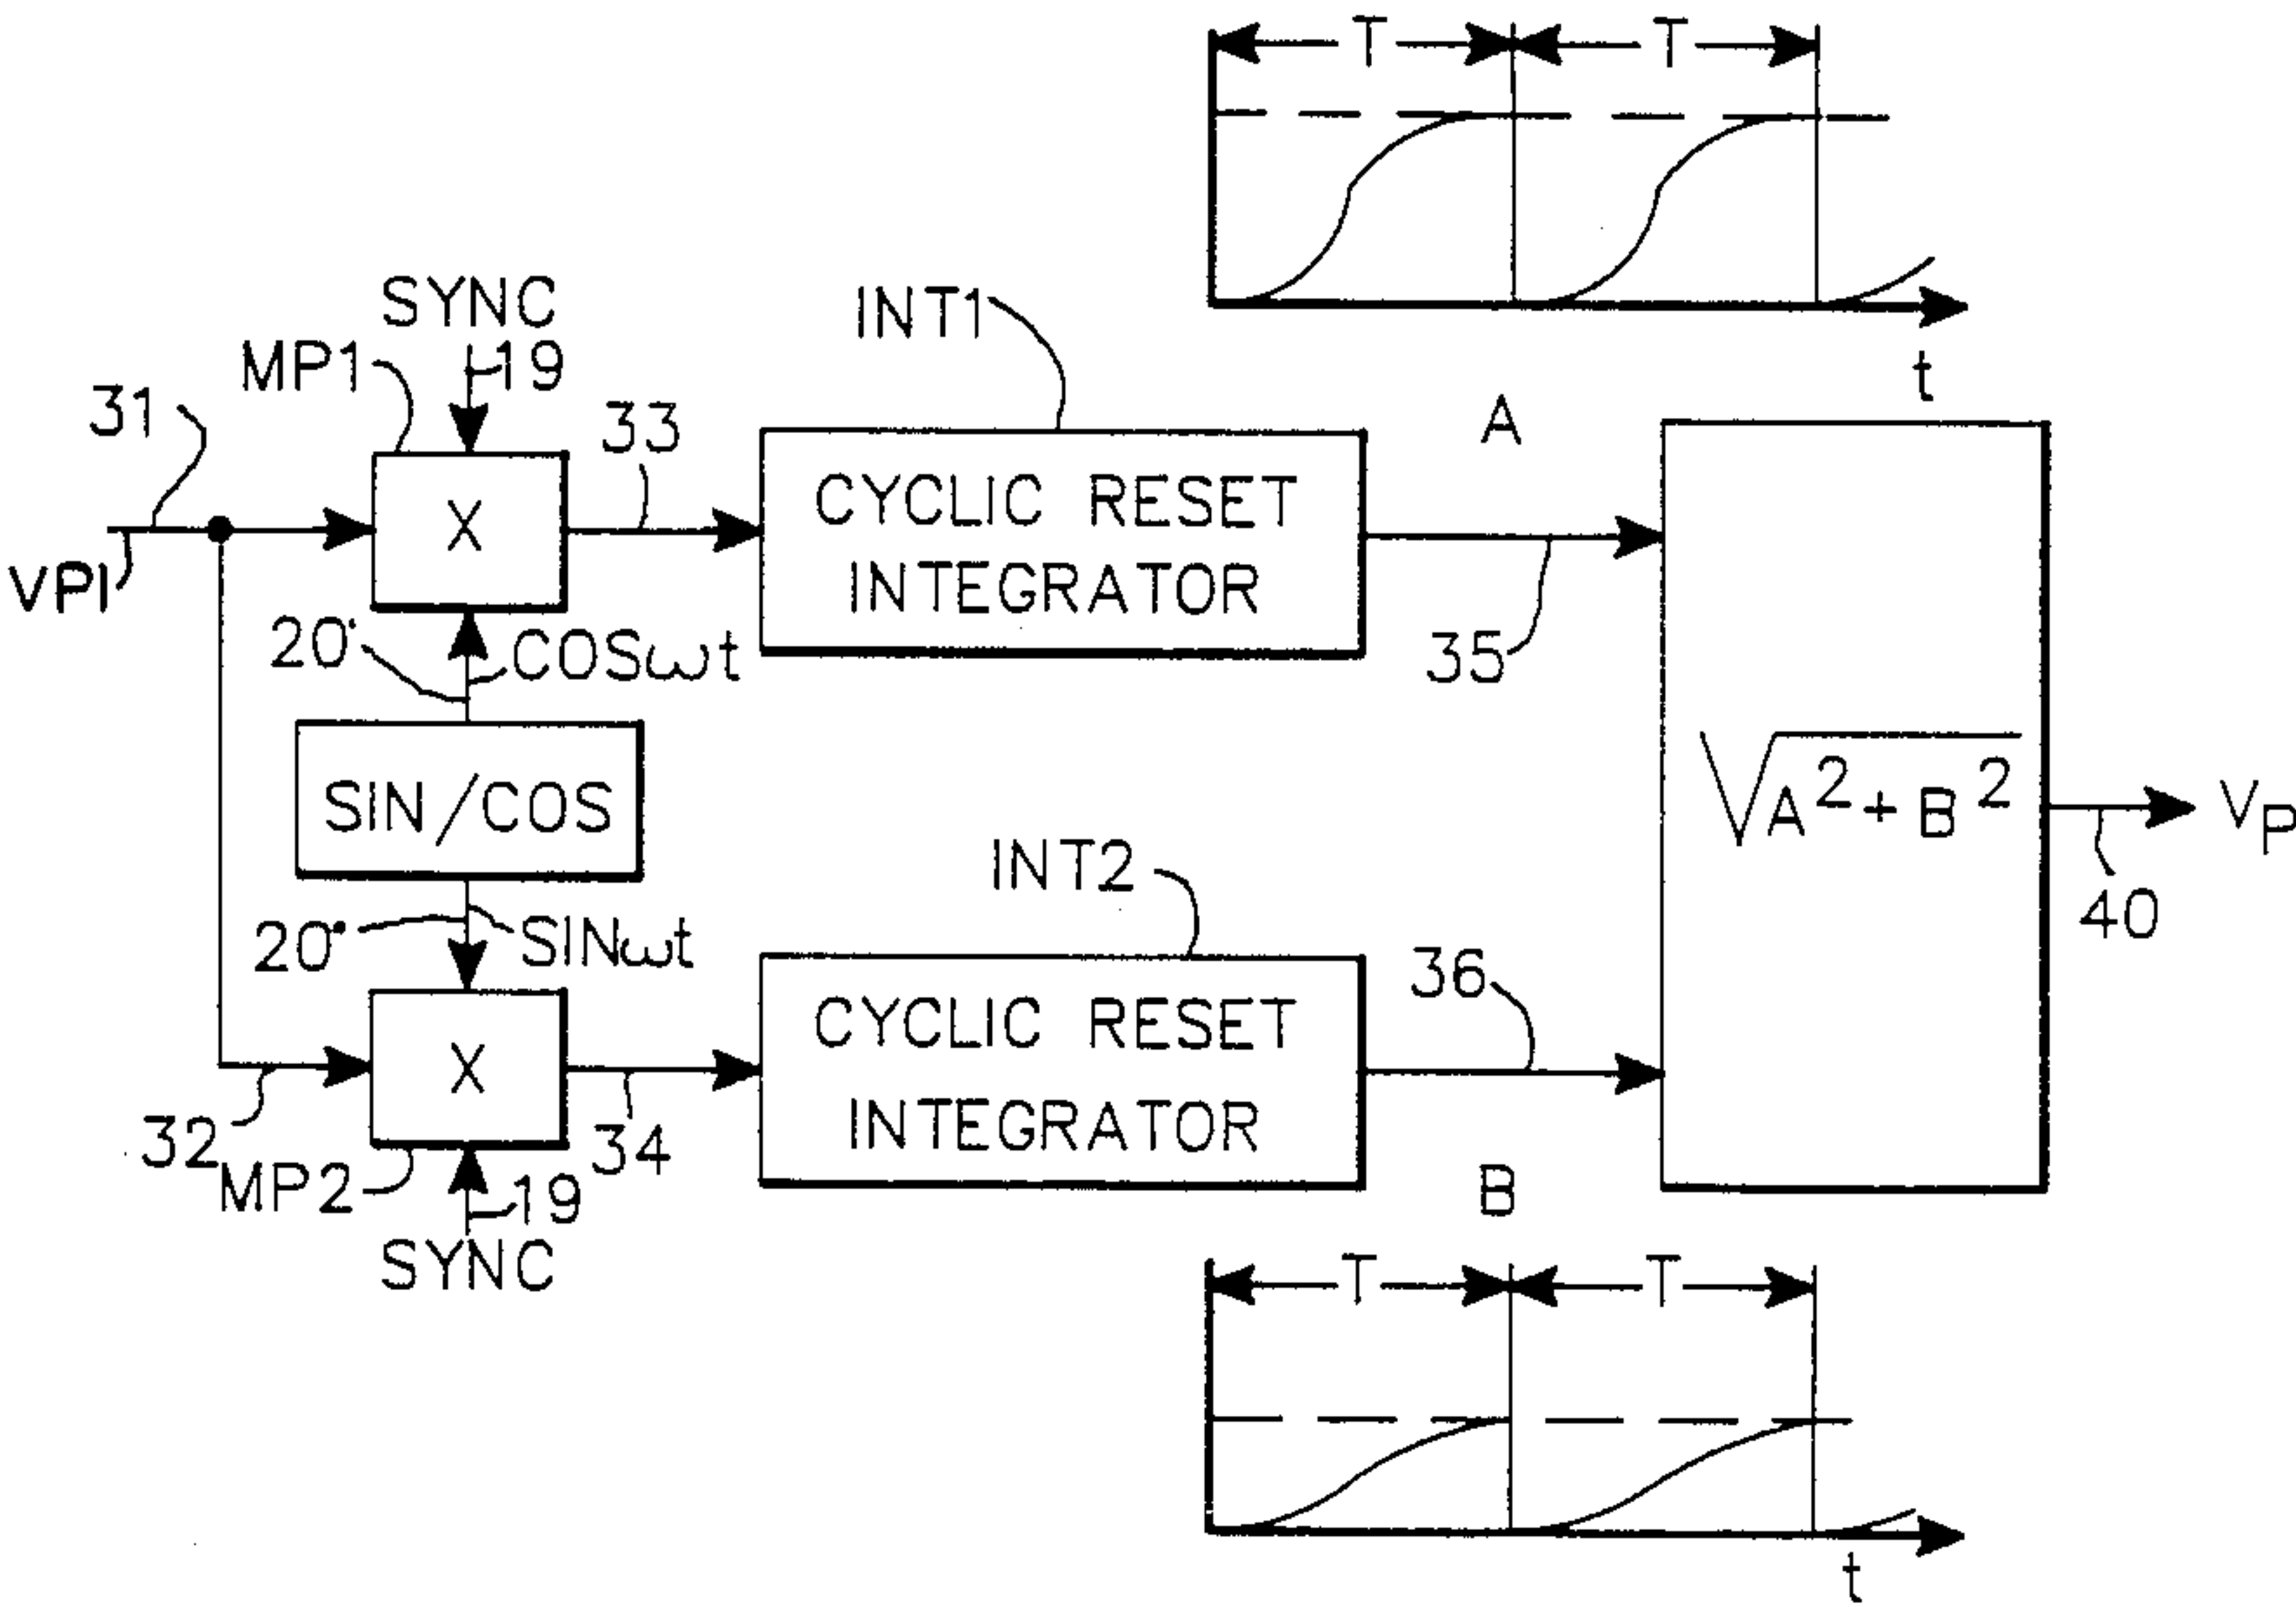 T T
SYNC
19
MP1
31
INT1
t
33
A
CYCLIC RESET
INTEGRATOR
X
VPI
20'
COSωt
35
SIN/COS
√A² + B²
VP
40
INT2
20"
SINωt
36
CYCLIC RESET
INTEGRATOR
X
32
34
MP2
19
B
SYNC
T T
t